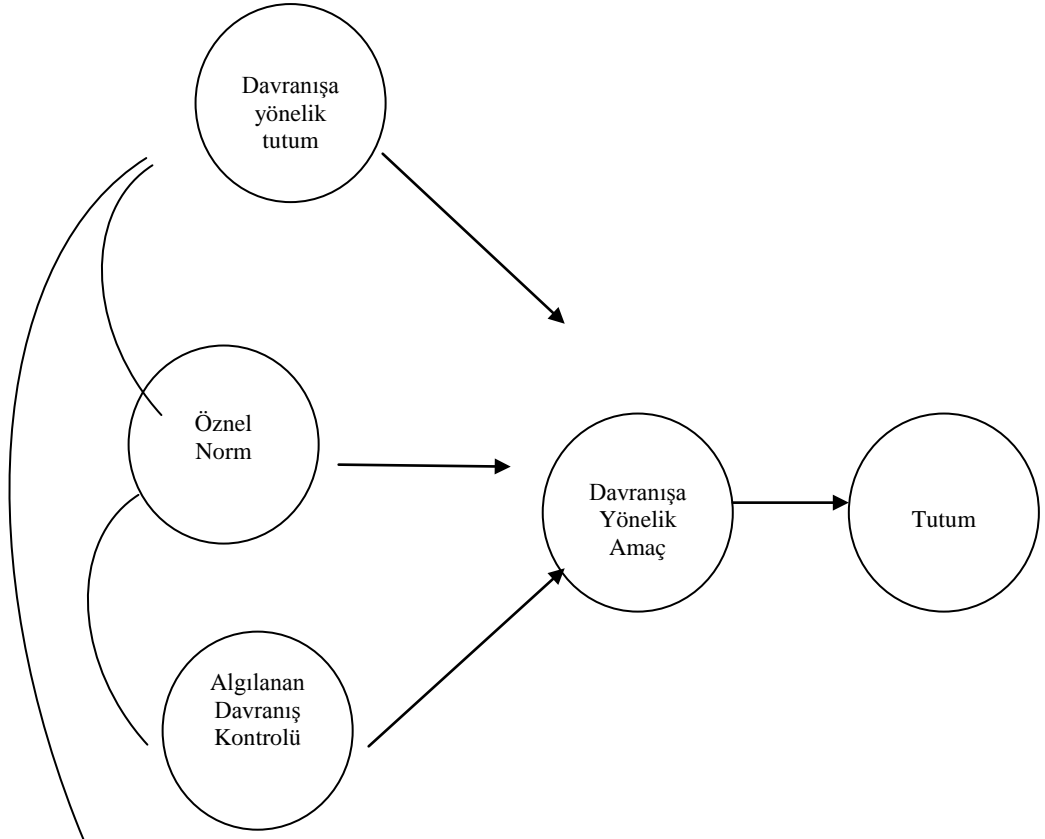 Davranışa
yönelik
tutum
Öznel
Norm
Davranışa
Yönelik
Amaç
Tutum
Algılanan
Davranış
Kontrolü